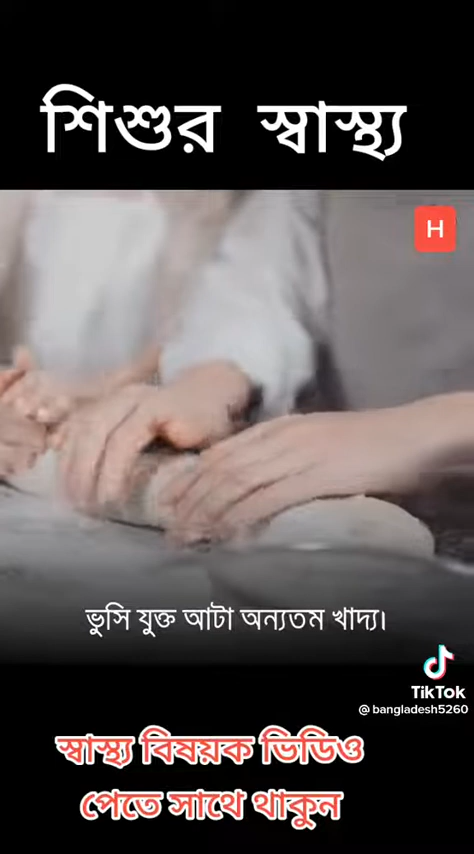 শিশুর স্বাস্থ্য
H
ভুসি যুক্ত আটা অন্যতম খাদ্য।
TikTok
@ bangladesh5260
স্বাস্থ্য বিষয়ক ভিডিও
পেতে সাথে থাকুন